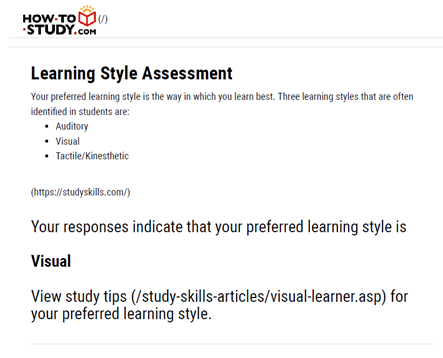 HOW-TO
-STUDY.COM
(/)
Learning Style Assessment
Your preferred learning style is the way in which you learn best. Three learning styles that are often
identified in students are:
• Auditory
• Visual
• Tactile/Kinesthetic
(https://studyskills.com/)
Your responses indicate that your preferred learning style is
Visual
View study tips (/study-skills-articles/visual-learner.asp) for
your preferred learning style.